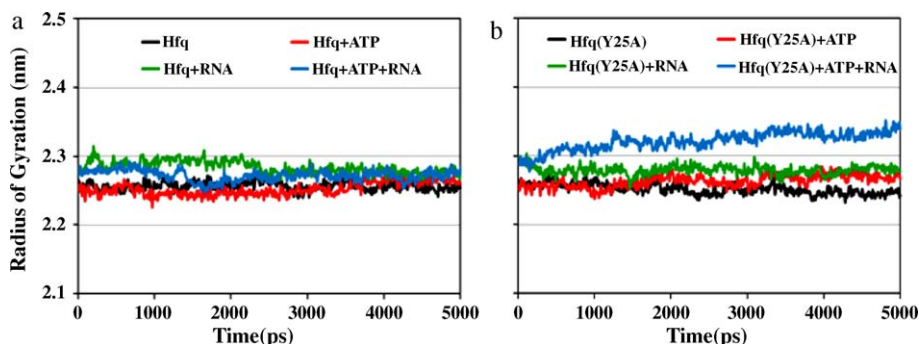 a
Hfq
Hfq+ATP
Hfq+RNA
Hfq+ATP+RNA
Radius of Gyration (nm)
2.5
2.4
2.3
2.2
2.1
0
1000
2000
3000
4000
5000
Time(ps)
b
Hfq(Y25A)
Hfq(Y25A)+ATP
Hfq(Y25A)+RNA
Hfq(Y25A)+ATP+RNA
0
1000
2000
3000
4000
5000
Time(ps)